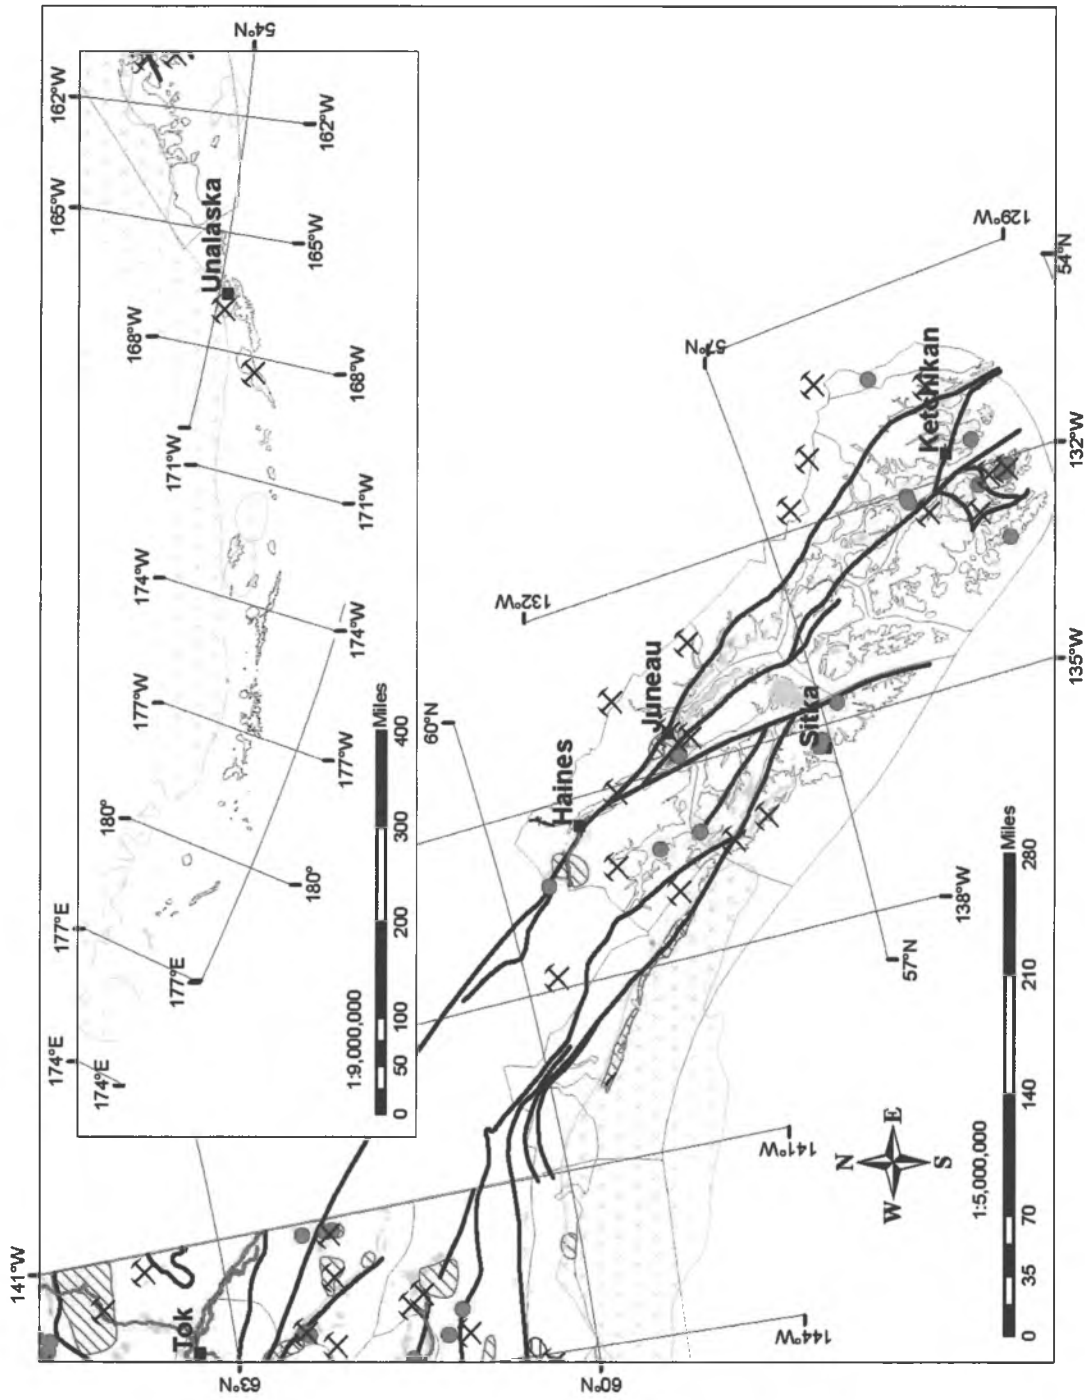 162°W
165°W
54°N
177°E
174°E
180°
177°W
174°W
168°W
171°W
Unalaska
162°W
165°W
168°W
171°W
174°W
177°W
180°
177°E
174°E
1:9,000,000
0 50 100 200 300 400
Miles
141°W
Tok
63°N
60°N
132°W
57°N
129°W
54°N
Haines
Juneau
Sitka
Ketchikan
60°N
144°W
141°W
138°W
57°N
135°W
132°W
N
W E
S
1:5,000,000
0 35 70 140 210 280
Miles